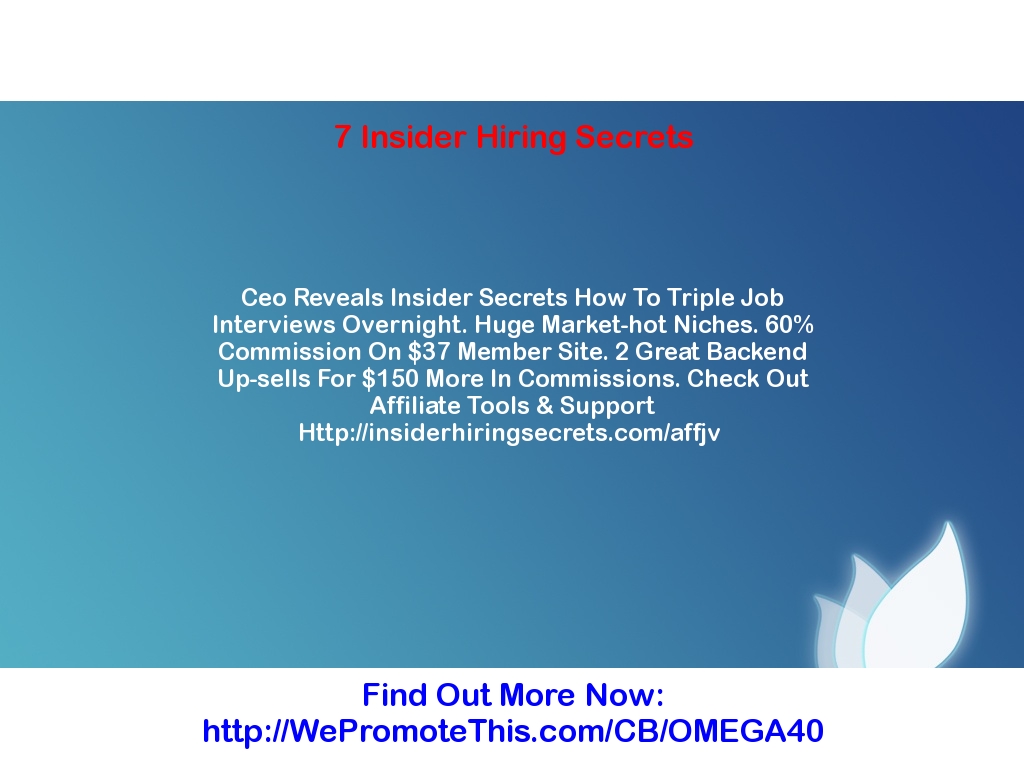 7 Insider Hiring Secrets
Ceo Reveals Insider Secrets How To Triple Job
Interviews Overnight. Huge Market-hot Niches. 60%
Commission On $37 Member Site. 2 Great Backend
Up-sells For $150 More In Commissions. Check Out
Affiliate Tools & Support
Http://insiderhiringsecrets.com/affjv
Find Out More Now:
http://WePromoteThis.com/CB/OMEGA40